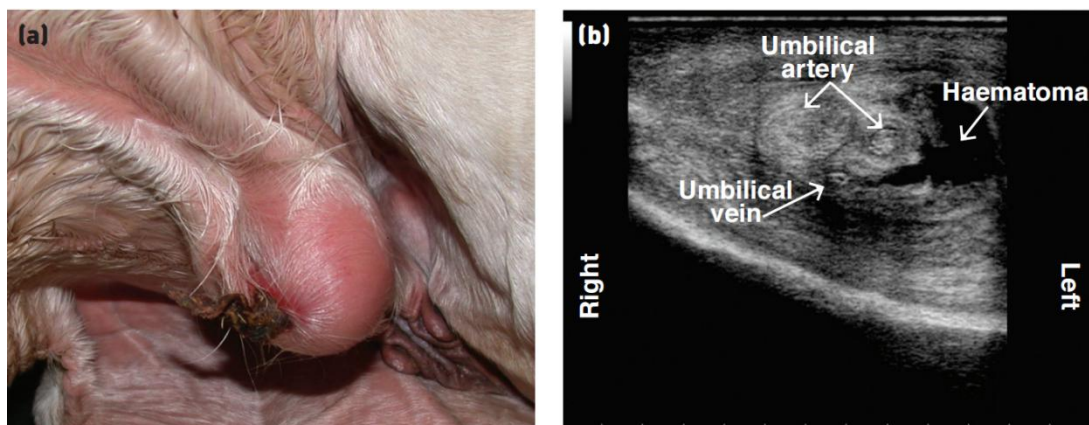 (a)
(b)
Umbilical
artery
Haematoma
Umbilical
vein
Right
Left